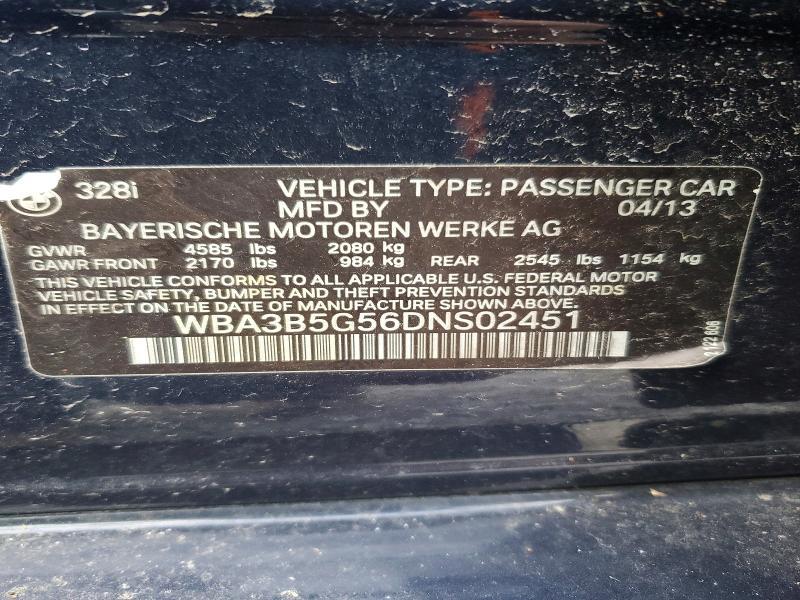 328i VEHICLE TYPE: PASSENGER CAR
MFD BY 04/13
BAYERISCHE MOTOREN WERKE AG
GVWR 4585 lbs 2080 kg
GAWR FRONT 2170 lbs 984 kg REAR 2545 lbs 1154 kg
THIS VEHICLE CONFORMS TO ALL APPLICABLE U.S. FEDERAL MOTOR
VEHICLE SAFETY, BUMPER AND THEFT PREVENTION STANDARDS
IN EFFECT ON THE DATE OF MANUFACTURE SHOWN ABOVE.
WBA3B5G56DNS02451